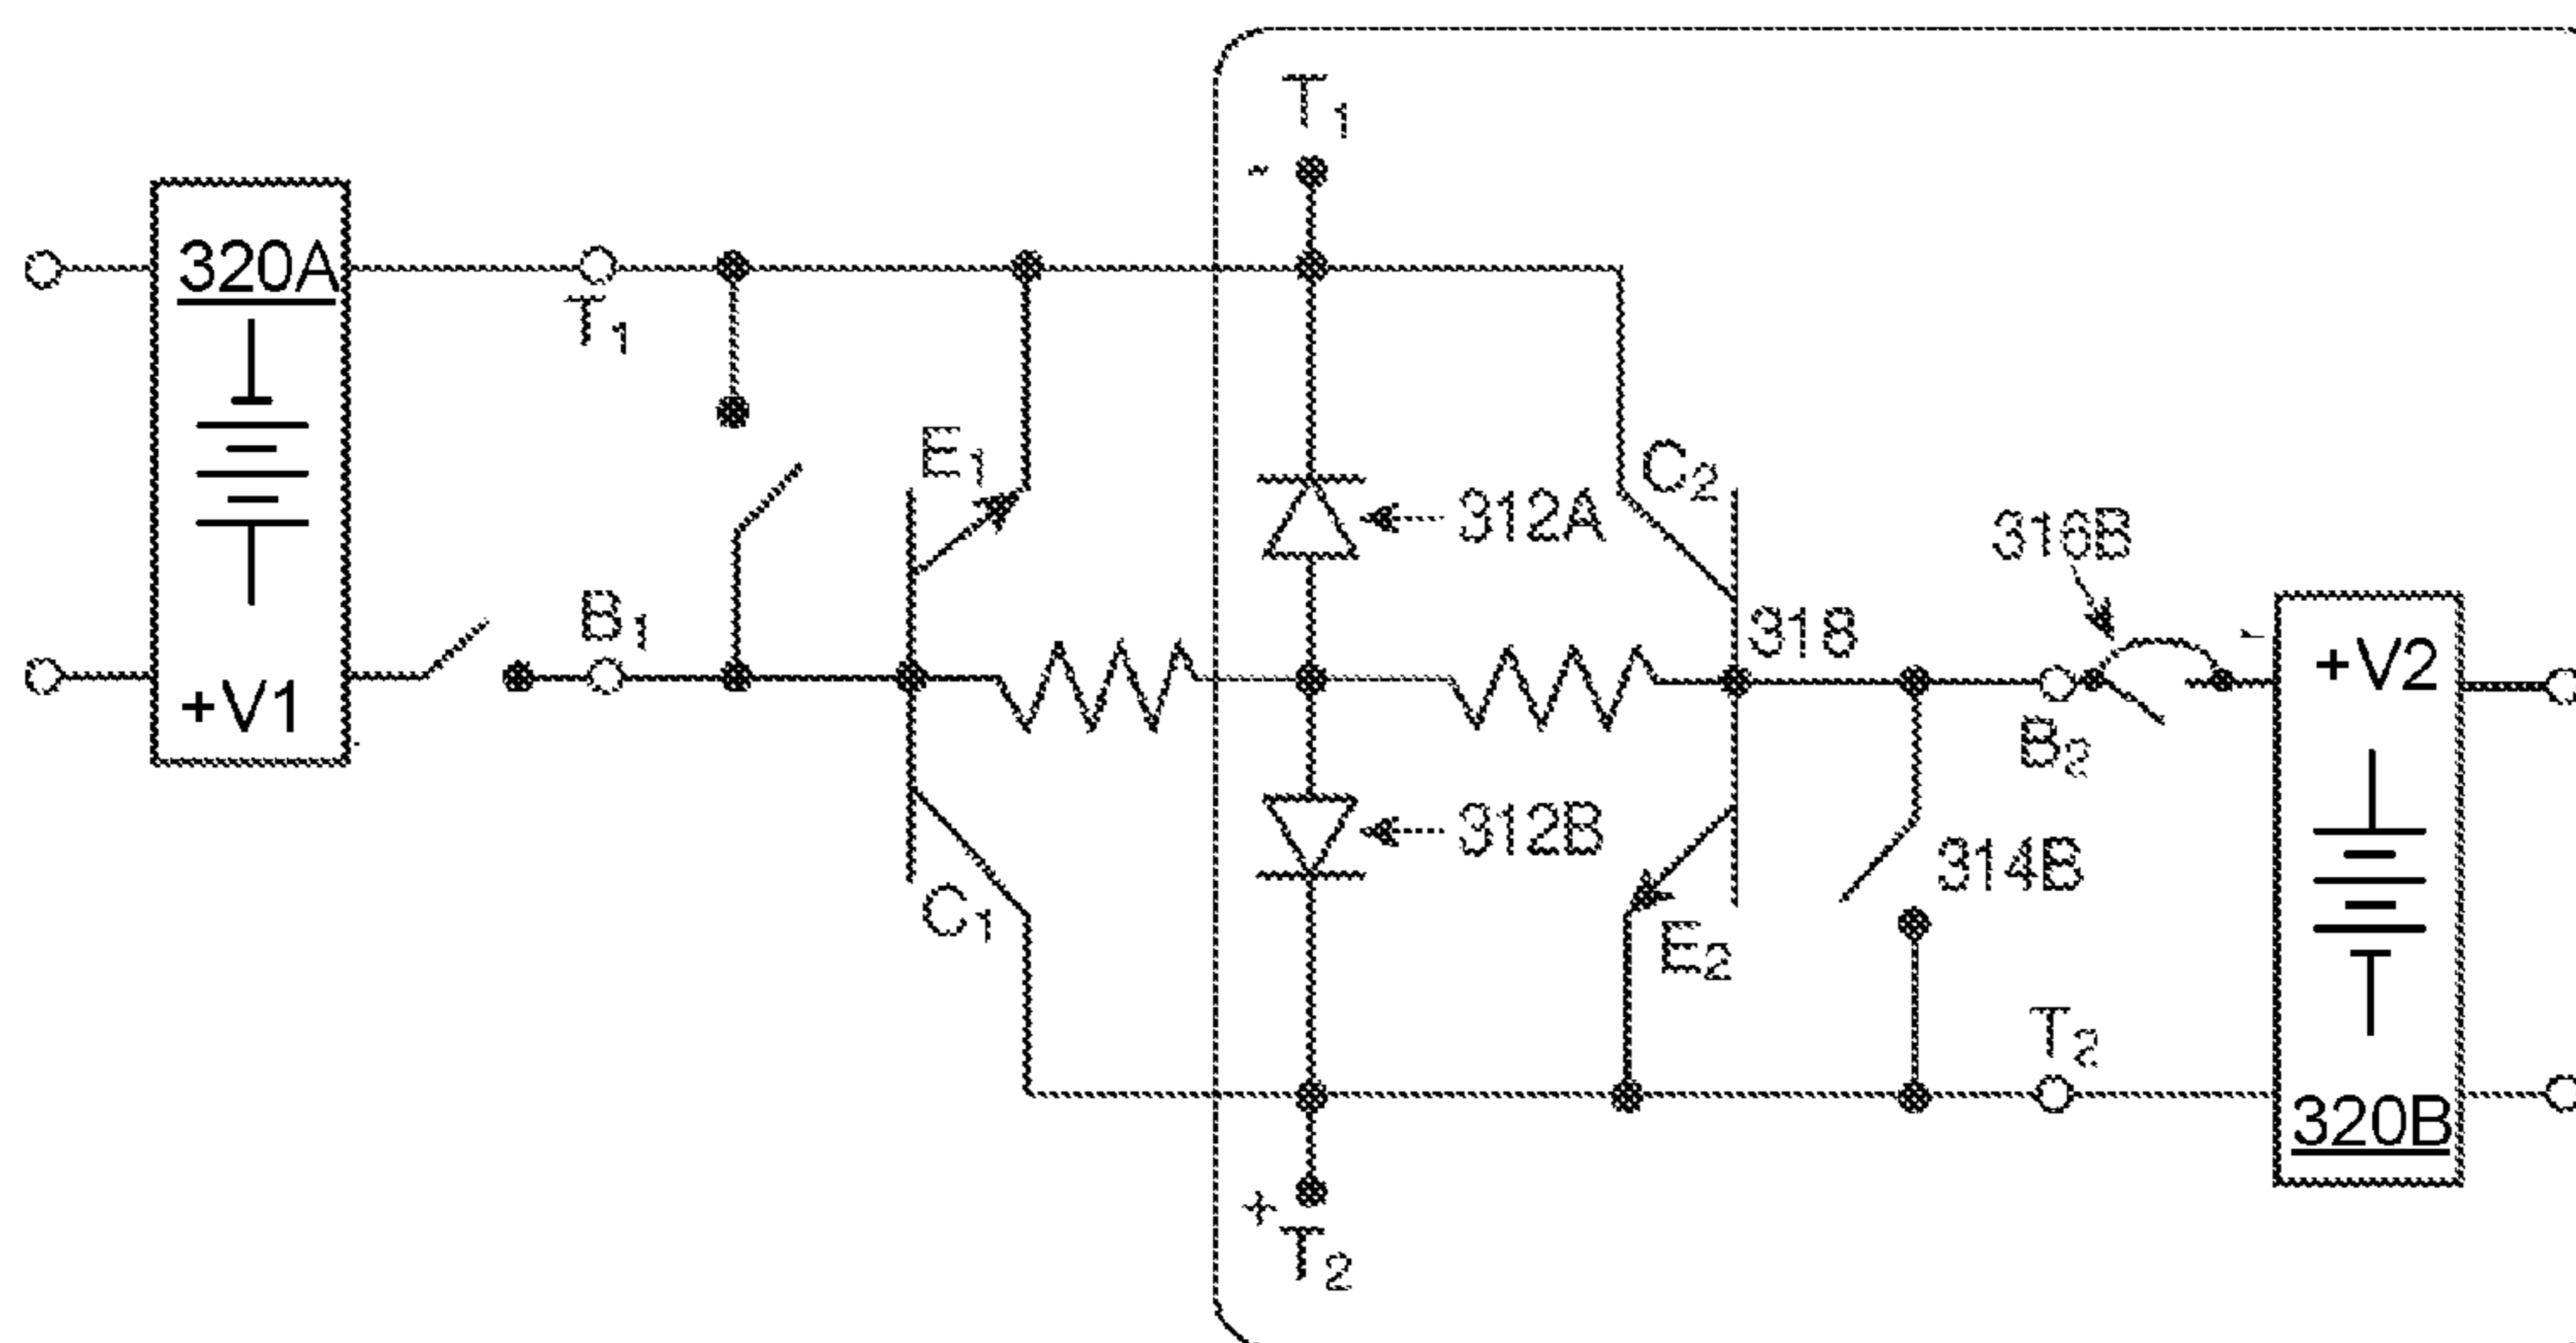 T₁
-
320A
T₁
E₁
C₂
312A
316B
B₁
318
-
+V2
+V1
B₂
312B
314B
C₁
E₂
T₂
320B
+
T₂